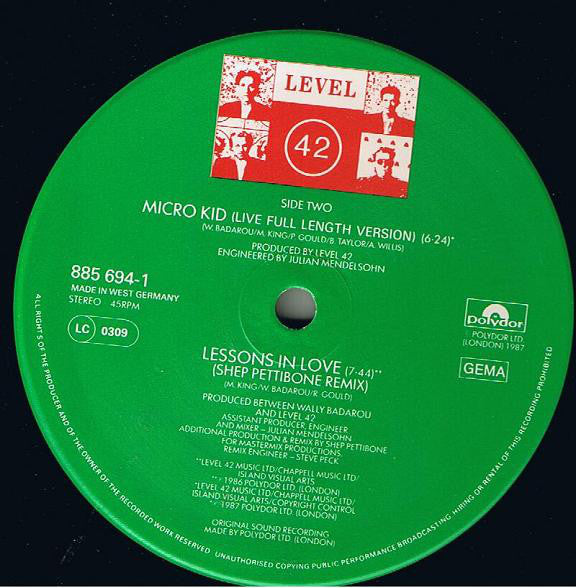 LEVEL
42
SIDE TWO
MICRO KID (LIVE FULL LENGTH VERSION) (6·24)*
(W. BADAROU/M. KING/P. GOULD/B. TAYLOR/A. WILLIS)
PRODUCED BY LEVEL 42
ENGINEERED BY JULIAN MENDELSOHN
885 694-1
MADE IN WEST GERMANY
STEREO 45RPM
LC 0309
polydor
POLYDOR LTD.
(LONDON) 1987
GEMA
LESSONS IN LOVE (7·44)**
(SHEP PETTIBONE REMIX)
(M. KING/W. BADAROU/R. GOULD)
PRODUCED BETWEEN WALLY BADAROU
AND LEVEL 42
ASSISTANT PRODUCER, ENGINEER
AND MIXER – JULIAN MENDELSOHN
ADDITIONAL PRODUCTION & REMIX BY SHEP PETTIBONE
FOR MASTERMIX PRODUCTIONS.
REMIX ENGINEER – STEVE PECK
**LEVEL 42 MUSIC LTD/CHAPPELL MUSIC LTD/
ISLAND VISUAL ARTS
1986 POLYDOR LTD. (LONDON)
*LEVEL 42 MUSIC LTD/CHAPPELL MUSIC LTD/
ISLAND VISUAL ARTS/COPYRIGHT CONTROL
1987 POLYDOR LTD. (LONDON)
ORIGINAL SOUND RECORDING
MADE BY POLYDOR LTD. (LONDON)
ALL RIGHTS OF THE PRODUCER AND OF THE OWNER OF THE RECORDED WORK RESERVED. UNAUTHORISED COPYING PUBLIC PERFORMANCE BROADCASTING. HIRING OR RENTAL OF THIS RECORDING PROHIBITED